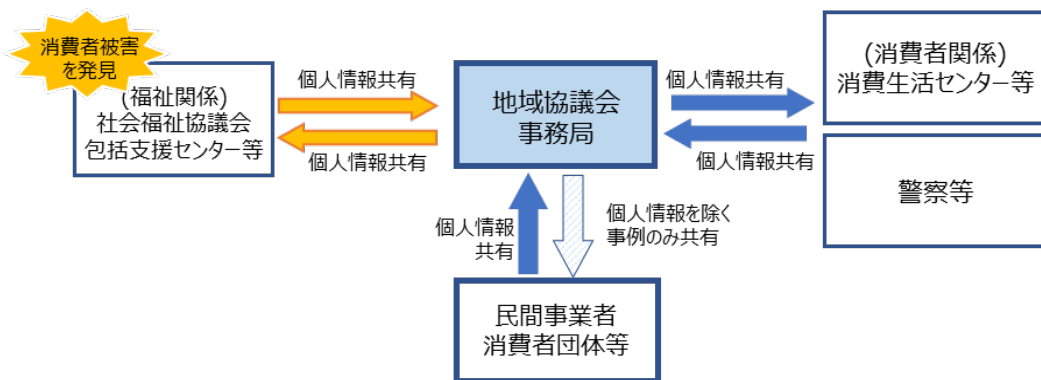 消費者被害
を発見
(福祉関係)
社会福祉協議会
包括支援センター等
個人情報共有
個人情報共有
地域協議会
事務局
個人情報共有
個人情報共有
(消費者関係)
消費生活センター等
警察等
個人情報
共有
個人情報を除く
事例のみ共有
民間事業者
消費者団体等